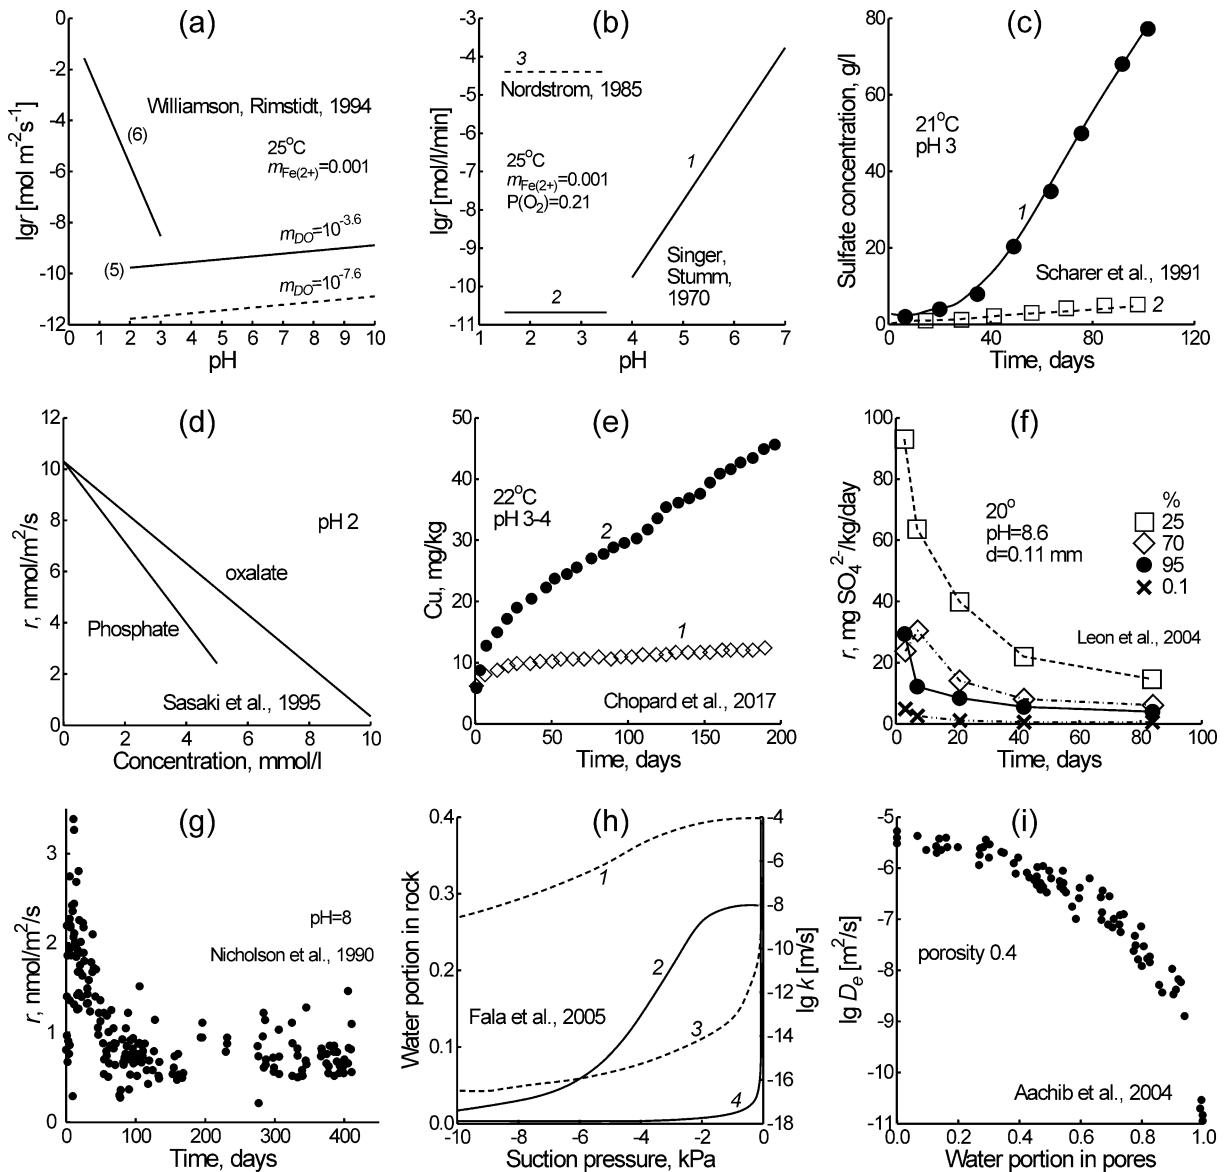 (a)
0
-2
-4
-6
-8
-10
-12
lgr [mol m⁻²s⁻¹]
Williamson, Rimstidt, 1994
(6)
25°C
mFe(2+)=0.001
mDO=10⁻³·⁶
(5)
mDO=10⁻⁷·⁶
0 1 2 3 4 5 6 7 8 9 10
pH
(b)
-3
-4
-5
-6
-7
-8
-9
-10
-11
lgr [mol/l/min]
3
Nordstrom, 1985
25°C
mFe(2+)=0.001
P(O₂)=0.21
1
Singer,
Stumm,
1970
2
1 2 3 4 5 6 7
pH
(c)
80
60
40
20
0
Sulfate concentration, g/l
21°C
pH 3
1
Scharer et al., 1991
2
0 40 80 120
Time, days
(d)
12
10
8
6
4
2
0
r, nmol/m²/s
pH 2
oxalate
Phosphate
Sasaki et al., 1995
0 2 4 6 8 10
Concentration, mmol/l
(e)
50
40
30
20
10
0
Cu, mg/kg
22°C
pH 3-4
2
1
Chopard et al., 2017
0 50 100 150 200
Time, days
(f)
100
80
60
40
20
0
r, mg SO₄²⁻/kg/day
20°
pH=8.6
d=0.11 mm
%
25
70
95
0.1
Leon et al., 2004
0 20 40 60 80 100
Time, days
(g)
3
2
1
0
r, nmol/m²/s
pH=8
Nicholson et al., 1990
0 100 200 300 400
Time, days
(h)
0.4
0.3
0.2
0.1
0.0
Water portion in rock
1
2
Fala et al., 2005
3
4
-4
-6
-8
-10
-12
-14
-16
-18
lg k [m/s]
-10 -8 -6 -4 -2 0
Suction pressure, kPa
(i)
-5
-6
-7
-8
-9
-10
-11
lg Dₑ [m²/s]
porosity 0.4
Aachib et al., 2004
0.0 0.2 0.4 0.6 0.8 1.0
Water portion in pores